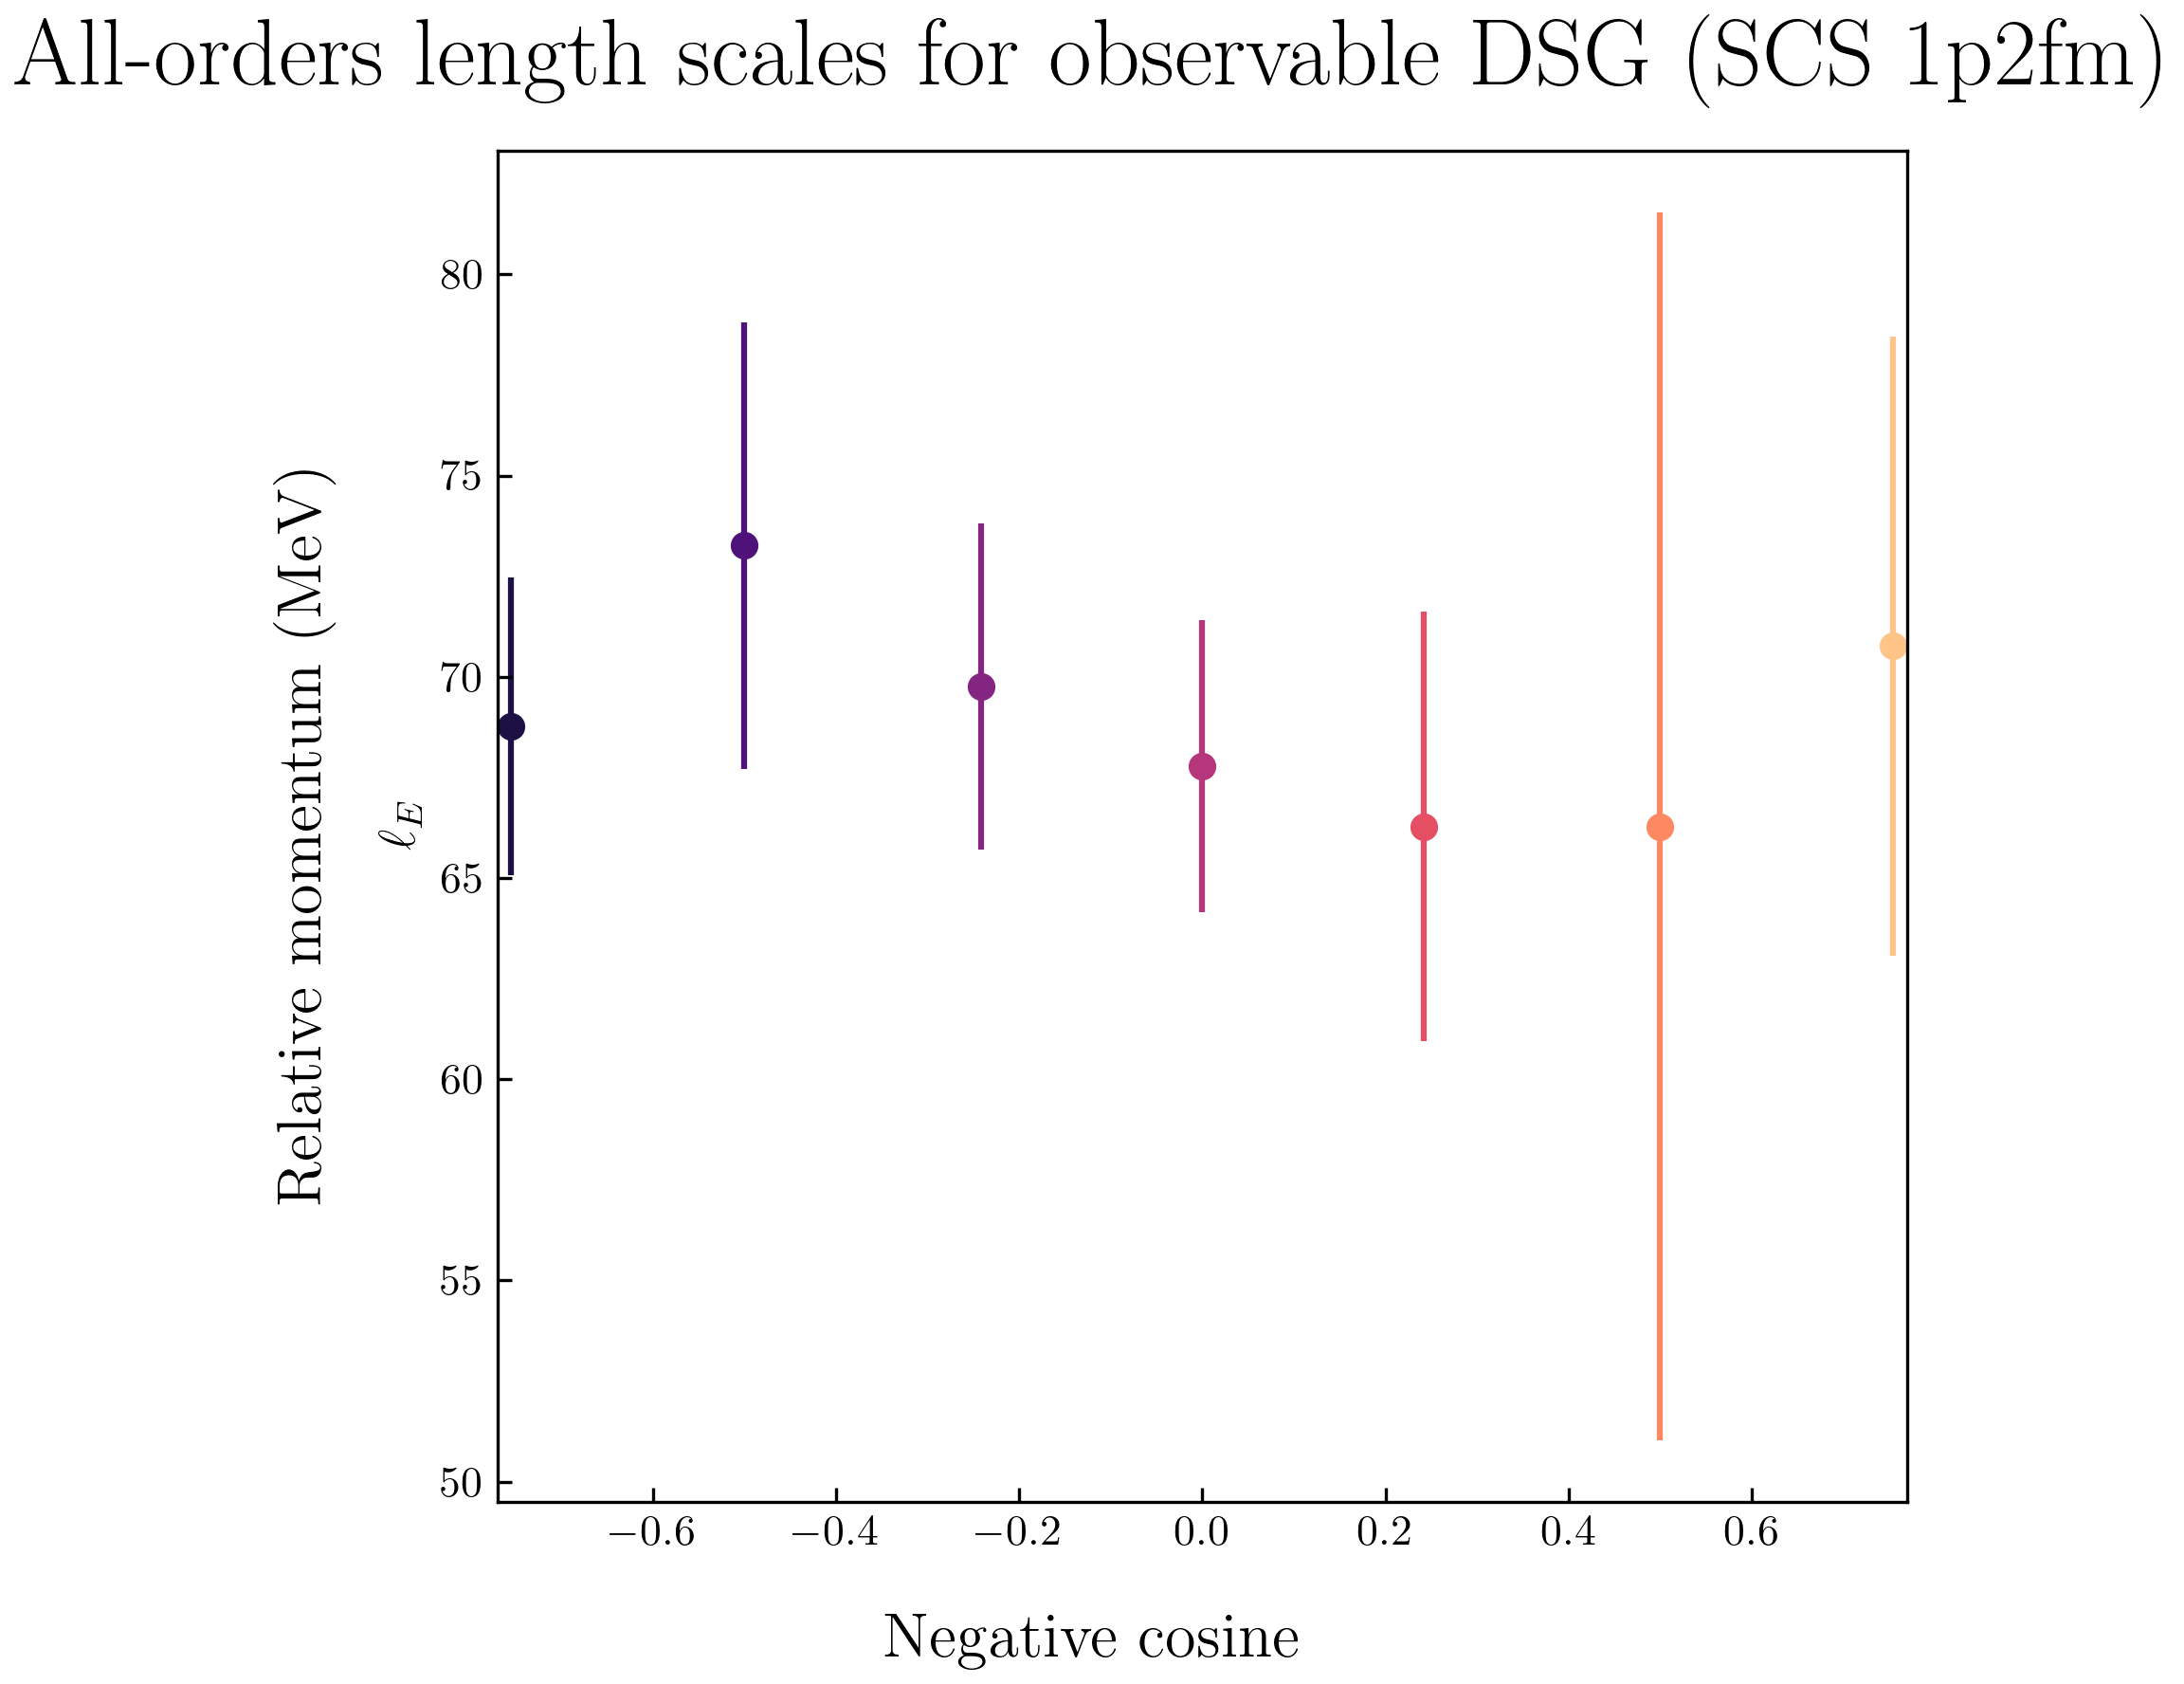 All-orders length scales for observable DSG (SCS 1p2fm)
Relative momentum (MeV)
ℓ_E
80
75
70
65
60
55
50
−0.6 −0.4 −0.2 0.0 0.2 0.4 0.6
Negative cosine